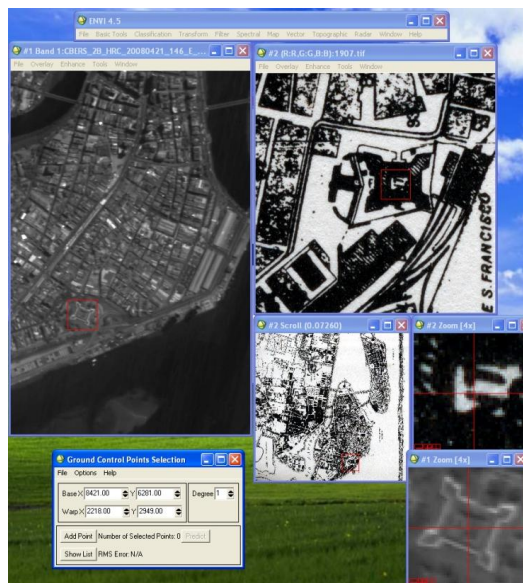 ENVI 4.5
File Basic Tools Classification Transform Filter Spectral Map Vector Topographic Radar Window Help
#1 Band 1:CBERS_2B_HRC_20080421_146_E_...
File Overlay Enhance Tools Window
#2 (R:R,G:G,B:B):1907.tif
File Overlay Enhance Tools Window
E S. FRANCISCO
#2 Scroll (0.07260)
#2 Zoom [4x]
#1 Zoom [4x]
Ground Control Points Selection
File Options Help
Base X 8421.00 Y 6281.00 Degree 1
Warp X 2218.00 Y 2949.00
Add Point Number of Selected Points: 0 Predict
Show List RMS Error: N/A